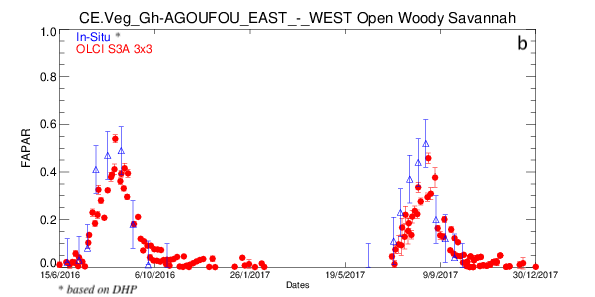 CE.Veg_Gh-AGOUFOU_EAST_-_WEST Open Woody Savannah
1.0
In-Situ *
OLCI S3A 3x3
b
0.8
0.6
FAPAR
0.4
0.2
0.0
15/6/2016 6/10/2016 26/1/2017 19/5/2017 9/9/2017 30/12/2017
Dates
* based on DHP